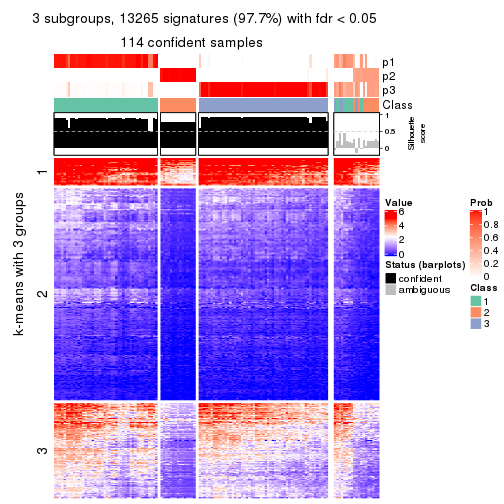 3 subgroups, 13265 signatures (97.7%) with fdr < 0.05
114 confident samples
p1
p2
p3
Class
1
0.5
0
Silhouette
score
k-means with 3 groups
1
2
3
Value
6
4
2
0
Status (barplots)
confident
ambiguous
Prob
1
0.8
0.6
0.4
0.2
0
Class
1
2
3